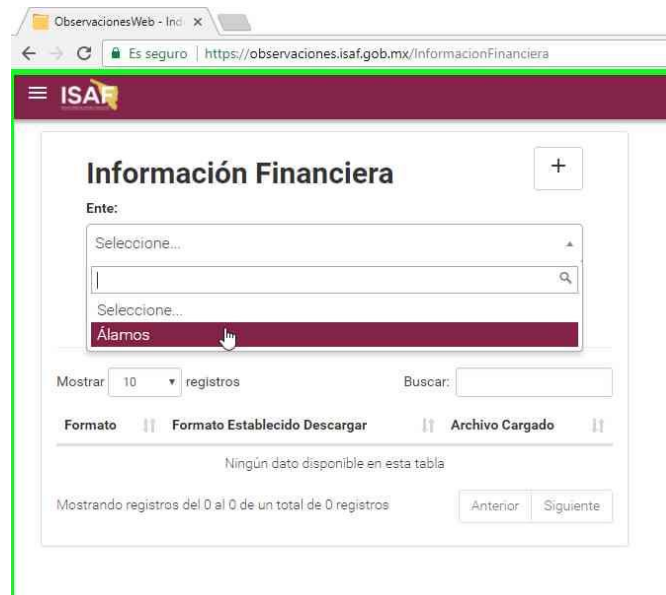 ObservacionesWeb - Ind
Es seguro | https://observaciones.isaf.gob.mx/InformacionFinanciera
ISAF
Información Financiera
+
Ente:
Seleccione...
Seleccione...
Álamos
Mostrar 10 registros Buscar:
Formato Formato Establecido Descargar Archivo Cargado
Ningún dato disponible en esta tabla
Mostrando registros del 0 al 0 de un total de 0 registros Anterior Siguiente